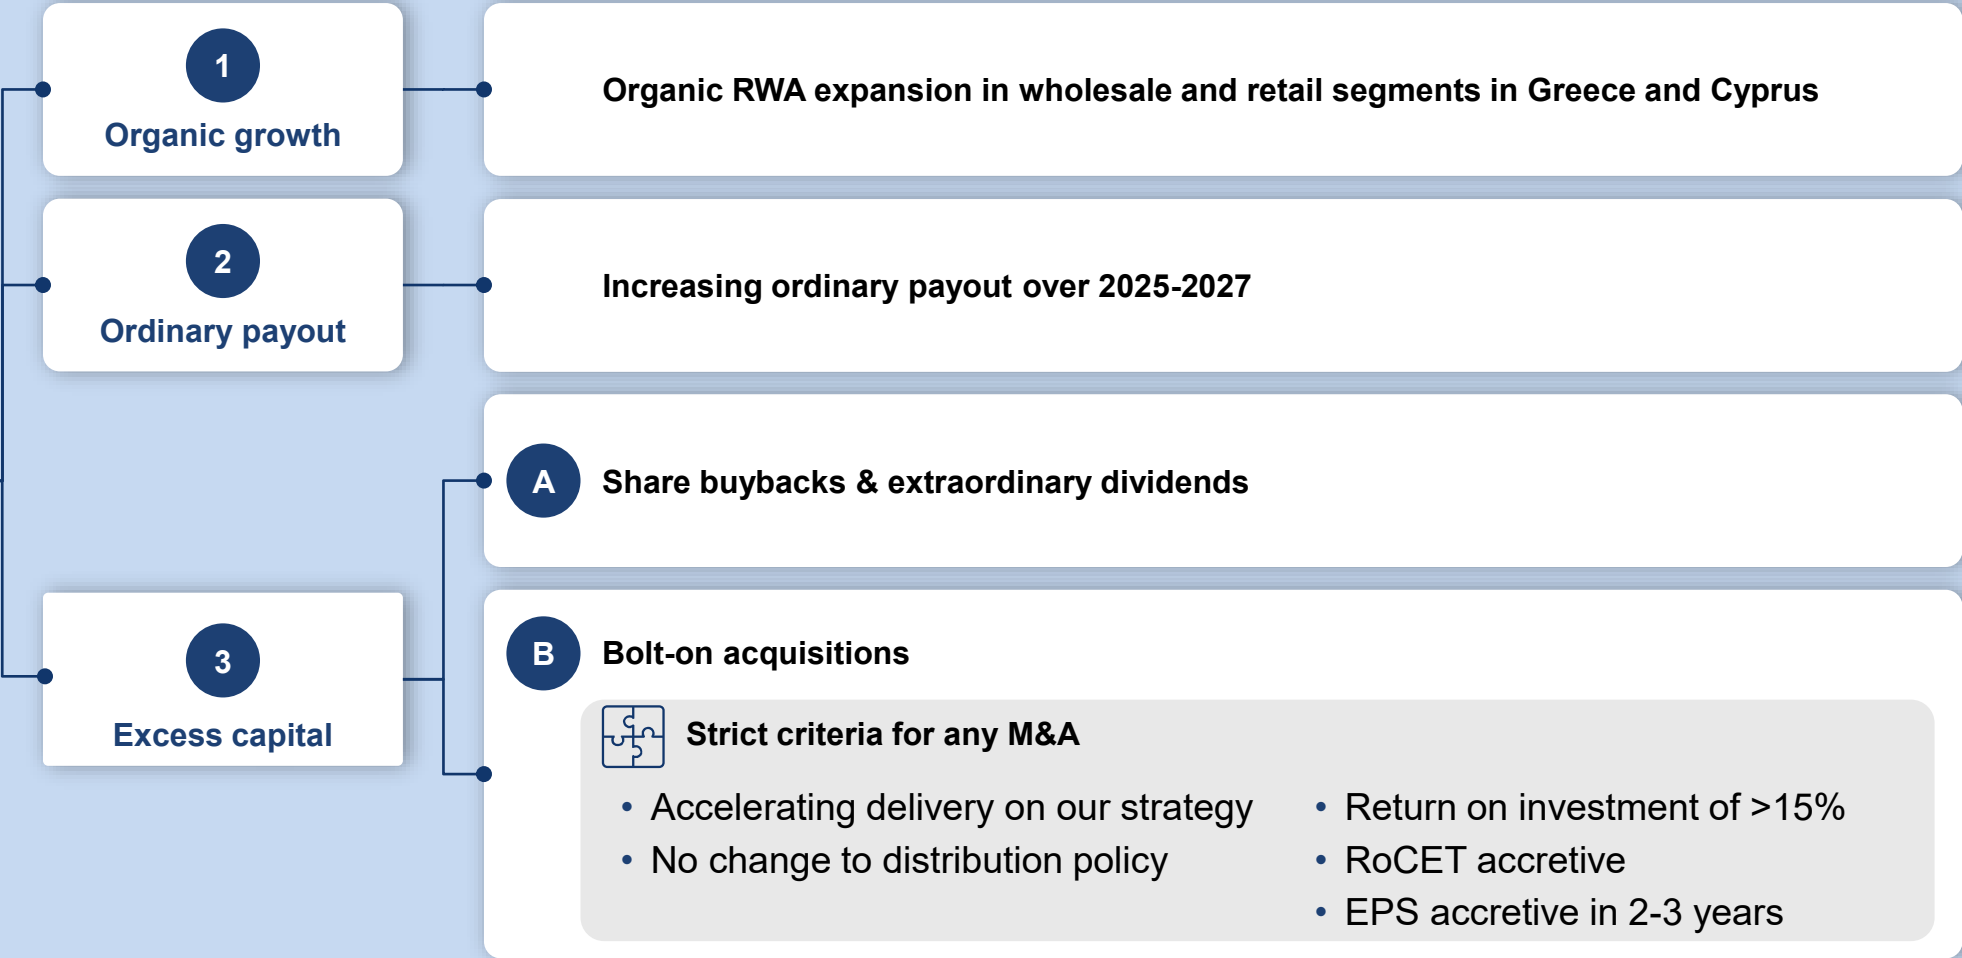 1
Organic growth
Organic RWA expansion in wholesale and retail segments in Greece and Cyprus
2
Ordinary payout
Increasing ordinary payout over 2025-2027
3
Excess capital
A
Share buybacks & extraordinary dividends
B
Bolt-on acquisitions
Strict criteria for any M&A
• Accelerating delivery on our strategy
• No change to distribution policy
• Return on investment of >15%
• RoCET accretive
• EPS accretive in 2-3 years